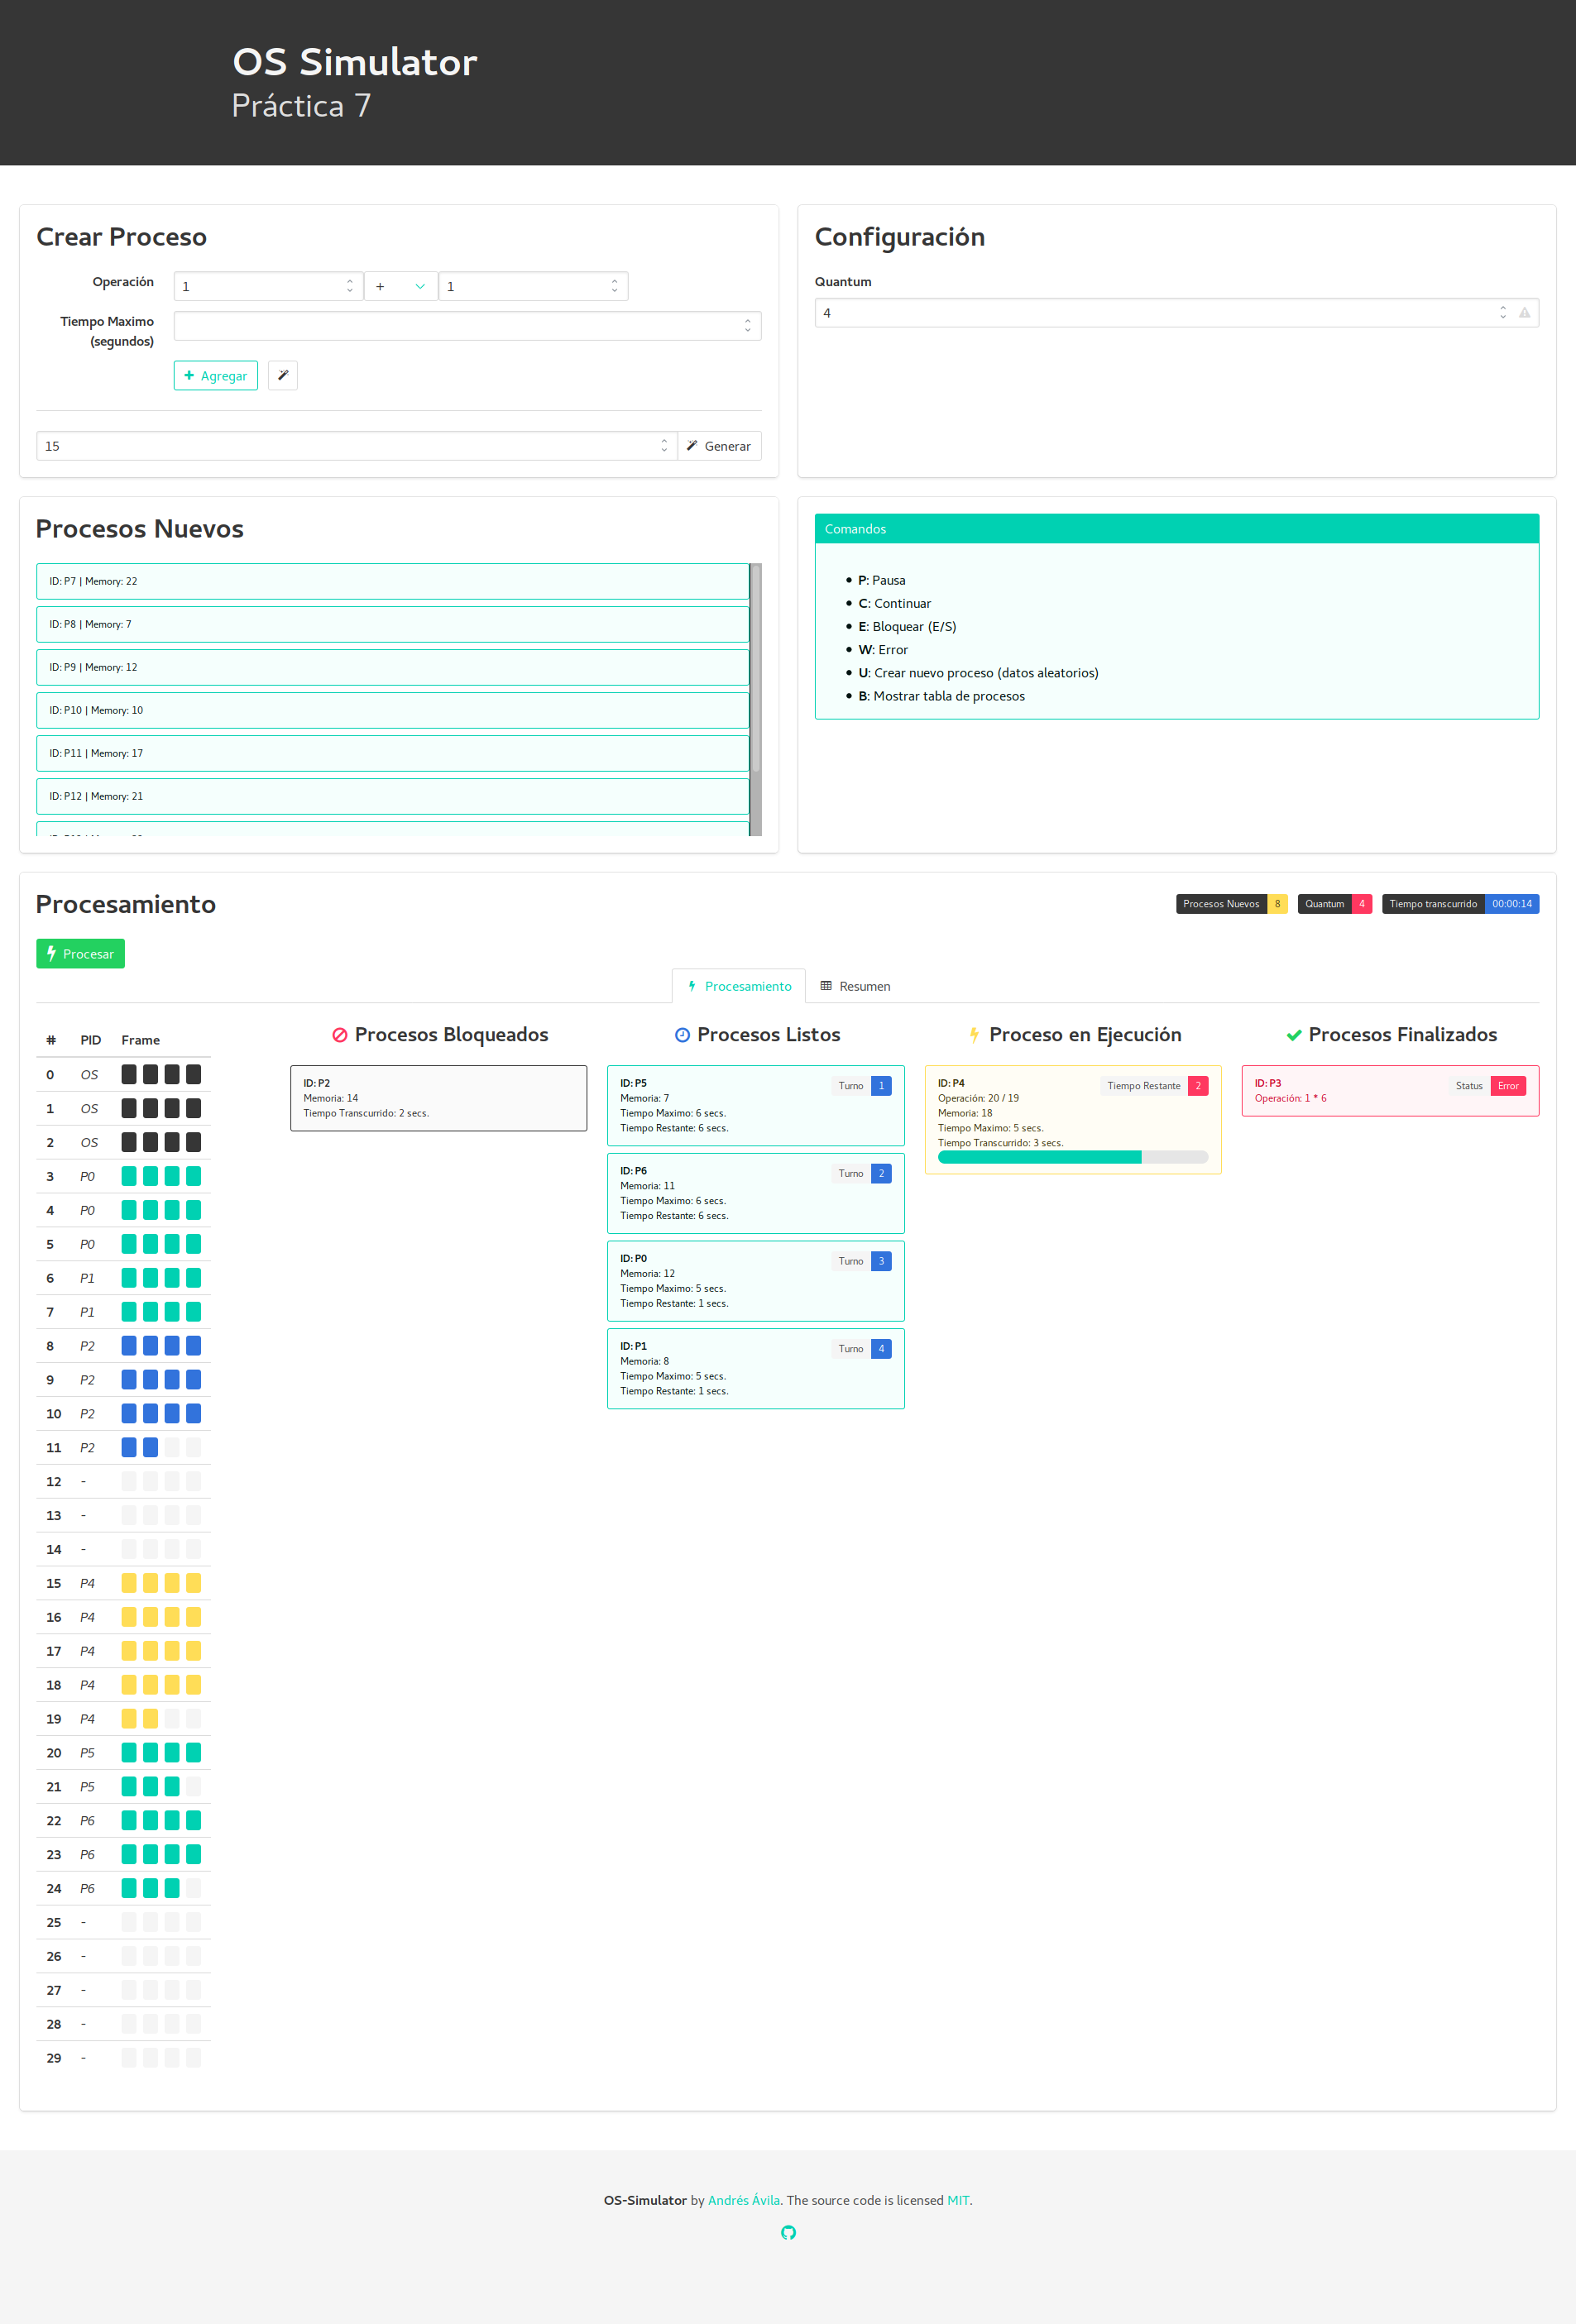 OS Simulator
Práctica 7
Crear Proceso
Operación 1 + 1
Tiempo Maximo
(segundos)
Agregar
15 Generar
Configuración
Quantum
4
Procesos Nuevos
ID: P7 | Memory: 22
ID: P8 | Memory: 7
ID: P9 | Memory: 12
ID: P10 | Memory: 10
ID: P11 | Memory: 17
ID: P12 | Memory: 21
Comandos
P: Pausa
C: Continuar
E: Bloquear (E/S)
W: Error
U: Crear nuevo proceso (datos aleatorios)
B: Mostrar tabla de procesos
Procesamiento
Procesos Nuevos 8 Quantum 4 Tiempo transcurrido 00:00:14
Procesar
Procesamiento Resumen
# PID Frame
0 OS
1 OS
2 OS
3 P0
4 P0
5 P0
6 P1
7 P1
8 P2
9 P2
10 P2
11 P2
12 -
13 -
14 -
15 P4
16 P4
17 P4
18 P4
19 P4
20 P5
21 P5
22 P6
23 P6
24 P6
25 -
26 -
27 -
28 -
29 -
Procesos Bloqueados
ID: P2
Memoria: 14
Tiempo Transcurrido: 2 secs.
Procesos Listos
ID: P5 Turno 1
Memoria: 7
Tiempo Maximo: 6 secs.
Tiempo Restante: 6 secs.
ID: P6 Turno 2
Memoria: 11
Tiempo Maximo: 6 secs.
Tiempo Restante: 6 secs.
ID: P0 Turno 3
Memoria: 12
Tiempo Maximo: 5 secs.
Tiempo Restante: 1 secs.
ID: P1 Turno 4
Memoria: 8
Tiempo Maximo: 5 secs.
Tiempo Restante: 1 secs.
Proceso en Ejecución
ID: P4 Tiempo Restante 2
Operación: 20 / 19
Memoria: 18
Tiempo Maximo: 5 secs.
Tiempo Transcurrido: 3 secs.
Procesos Finalizados
ID: P3 Status Error
Operación: 1 * 6
OS-Simulator by Andrés Ávila. The source code is licensed MIT.